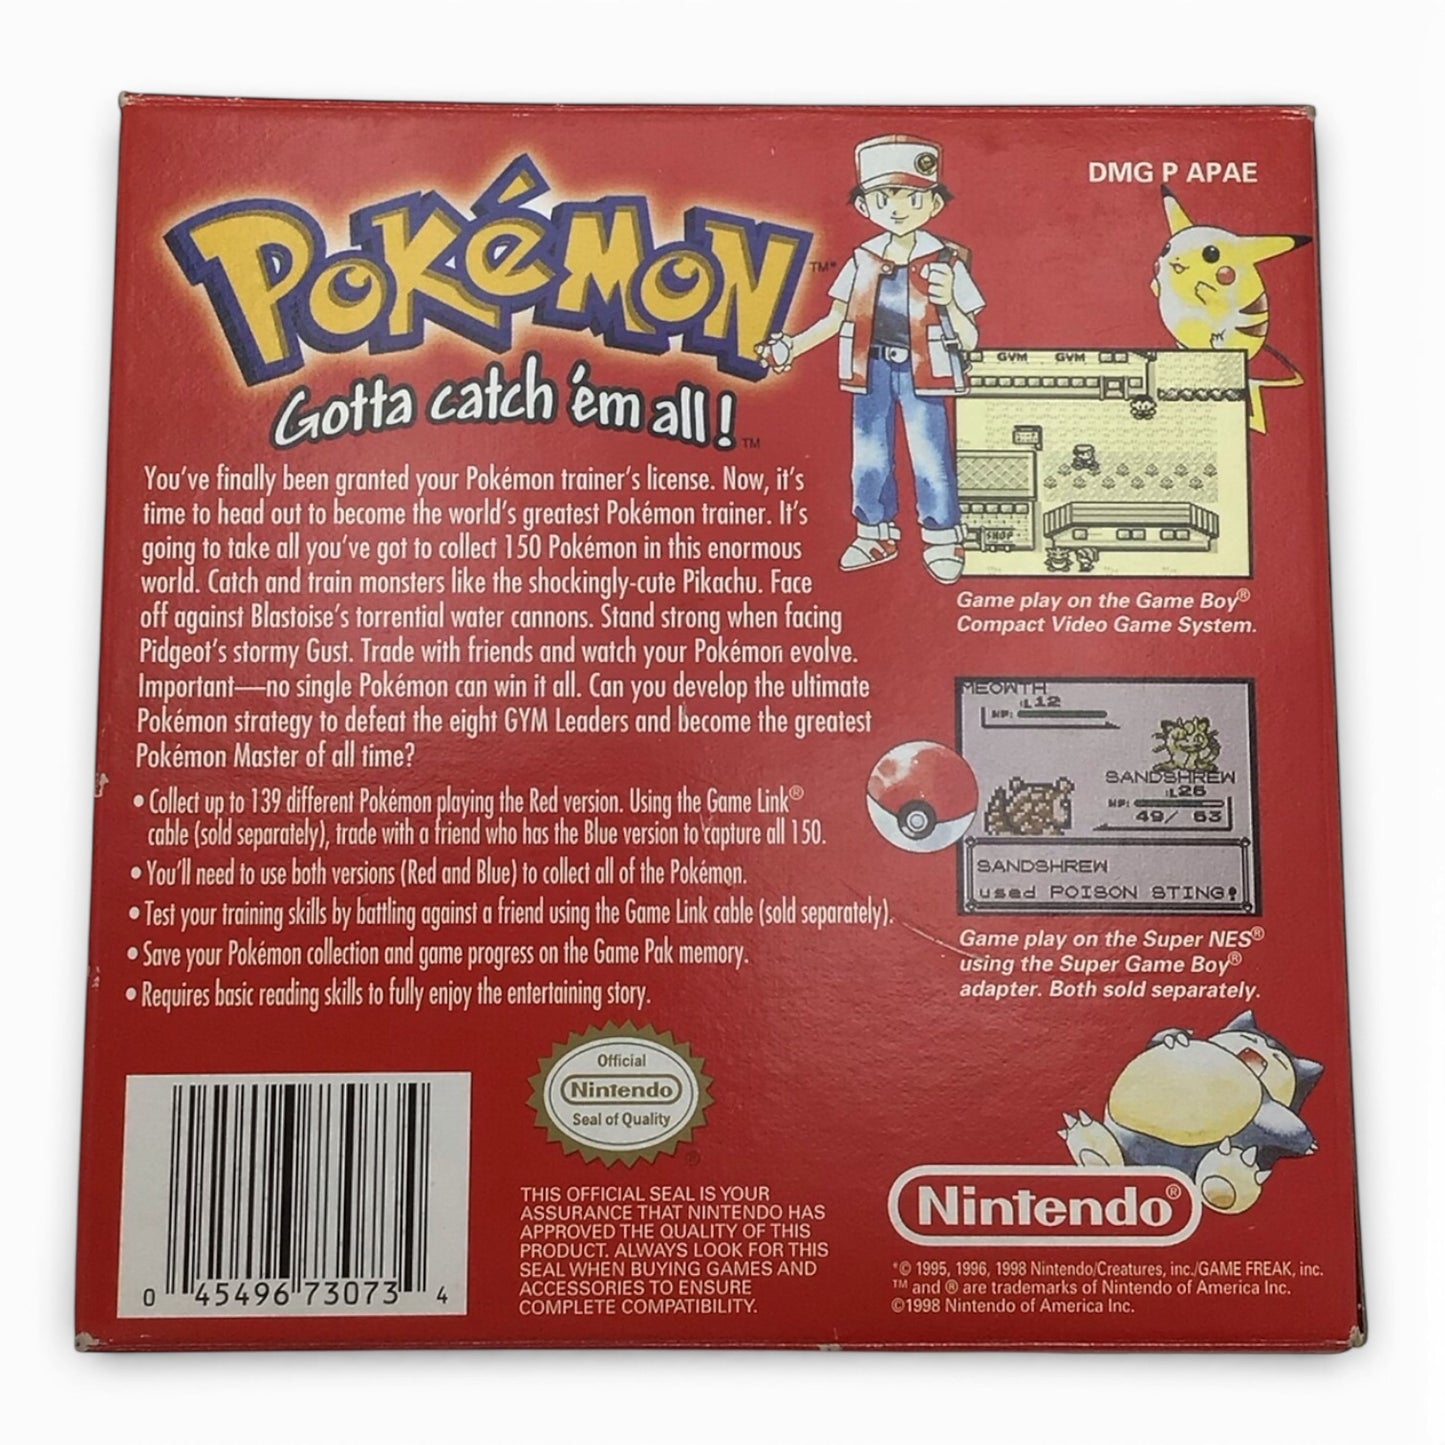 DMG P APAE
POKéMON
TM*
Gotta catch 'em all!
TM
You've finally been granted your Pokémon trainer's license. Now, it's
time to head out to become the world's greatest Pokémon trainer. It's
going to take all you've got to collect 150 Pokémon in this enormous
world. Catch and train monsters like the shockingly-cute Pikachu. Face
off against Blastoise's torrential water cannons. Stand strong when facing
Pidgeot's stormy Gust. Trade with friends and watch your Pokémon evolve.
Important—no single Pokémon can win it all. Can you develop the ultimate
Pokémon strategy to defeat the eight GYM Leaders and become the greatest
Pokémon Master of all time?
• Collect up to 139 different Pokémon playing the Red version. Using the Game Link®
cable (sold separately), trade with a friend who has the Blue version to capture all 150.
• You'll need to use both versions (Red and Blue) to collect all of the Pokémon.
• Test your training skills by battling against a friend using the Game Link cable (sold separately).
• Save your Pokémon collection and game progress on the Game Pak memory.
• Requires basic reading skills to fully enjoy the entertaining story.
GYM GYM
SHOP
Game play on the Game Boy®
Compact Video Game System.
MEOWTH
:L12
HP:
SANDSHREW
:L26
HP:
49/ 63
SANDSHREW
used POISON STING!
Game play on the Super NES®
using the Super Game Boy®
adapter. Both sold separately.
0 45496 73073 4
Official
Nintendo
Seal of Quality
®
THIS OFFICIAL SEAL IS YOUR
ASSURANCE THAT NINTENDO HAS
APPROVED THE QUALITY OF THIS
PRODUCT. ALWAYS LOOK FOR THIS
SEAL WHEN BUYING GAMES AND
ACCESSORIES TO ENSURE
COMPLETE COMPATIBILITY.
Nintendo®
*© 1995, 1996, 1998 Nintendo/Creatures, inc./GAME FREAK, inc.
TM and ® are trademarks of Nintendo of America Inc.
©1998 Nintendo of America Inc.